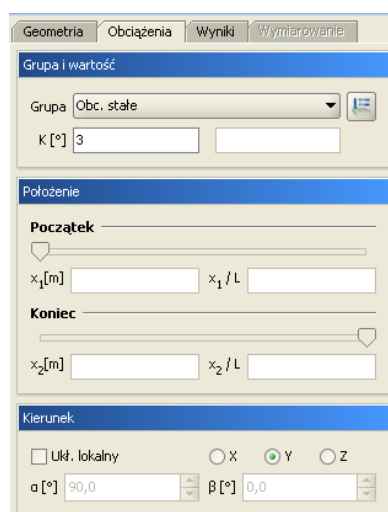 Geometria Obciążenia Wyniki Wymiarowanie
Grupa i wartość
Grupa Obc. stałe
K [°] 3
Położenie
Początek
x1[m] x1 / L
Koniec
x2[m] x2 / L
Kierunek
Ukł. lokalny X Y Z
α [°] 90,0 β [°] 0,0